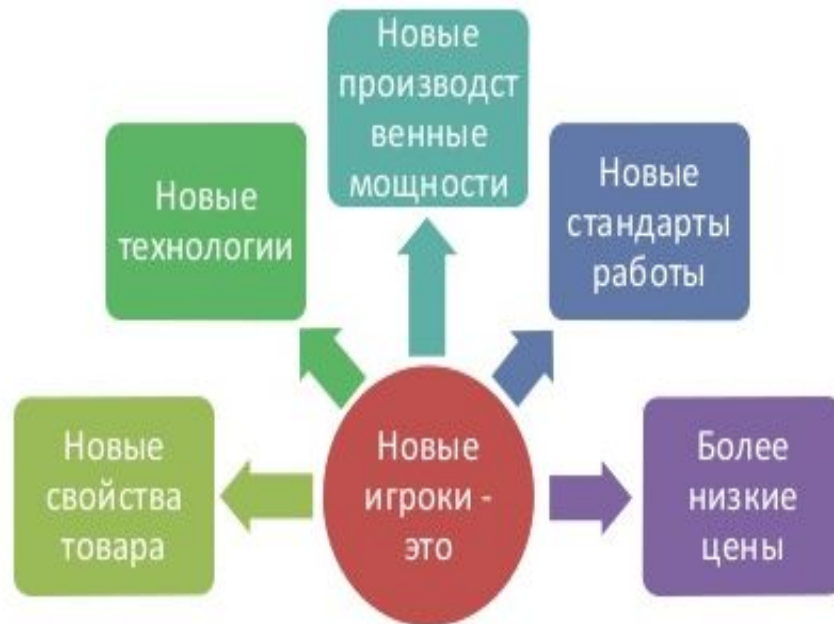 Новые
производст
венные
мощности
Новые
технологии
Новые
стандарты
работы
Новые
свойства
товара
Новые
игроки -
это
Более
низкие
цены